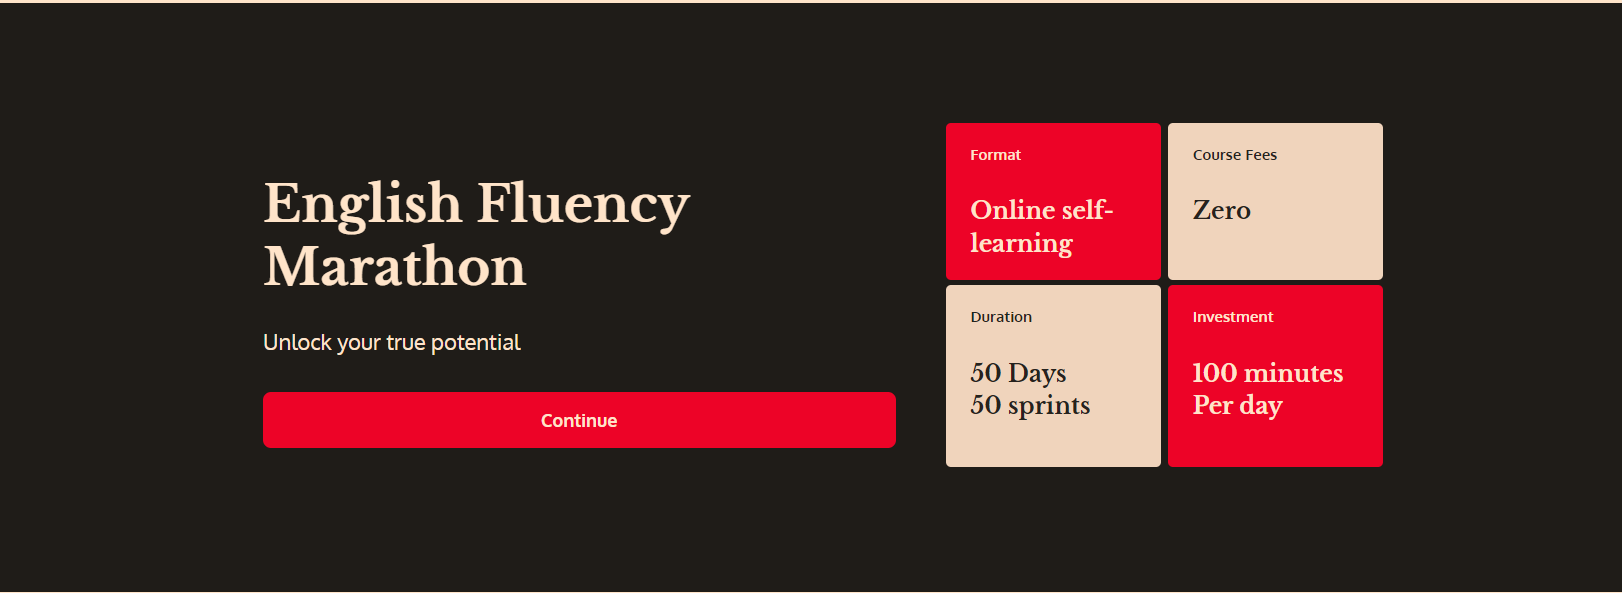 English Fluency
Marathon
Unlock your true potential
Continue
Format
Online self-
learning
Course Fees
Zero
Duration
50 Days
50 sprints
Investment
100 minutes
Per day